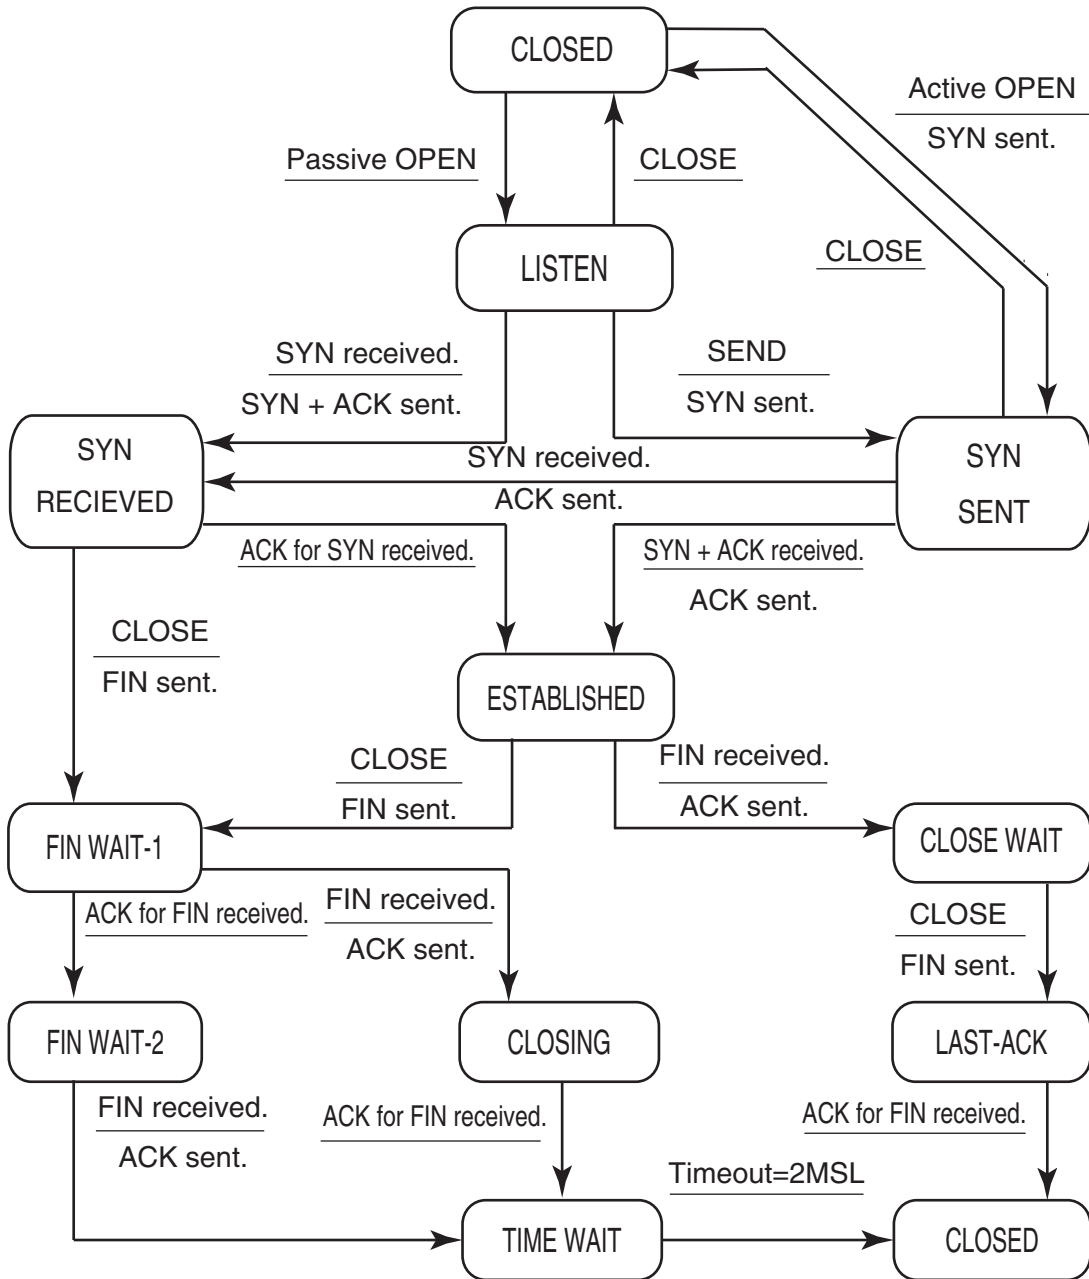 CLOSED
Active OPEN
SYN sent.
Passive OPEN
CLOSE
CLOSE
LISTEN
SYN received.
SYN + ACK sent.
SEND
SYN sent.
SYN
RECIEVED
SYN received.
ACK sent.
SYN
SENT
ACK for SYN received.
SYN + ACK received.
ACK sent.
CLOSE
FIN sent.
ESTABLISHED
CLOSE
FIN sent.
FIN received.
ACK sent.
FIN WAIT-1
CLOSE WAIT
ACK for FIN received.
FIN received.
ACK sent.
CLOSE
FIN sent.
FIN WAIT-2
CLOSING
LAST-ACK
FIN received.
ACK sent.
ACK for FIN received.
ACK for FIN received.
Timeout=2MSL
TIME WAIT
CLOSED